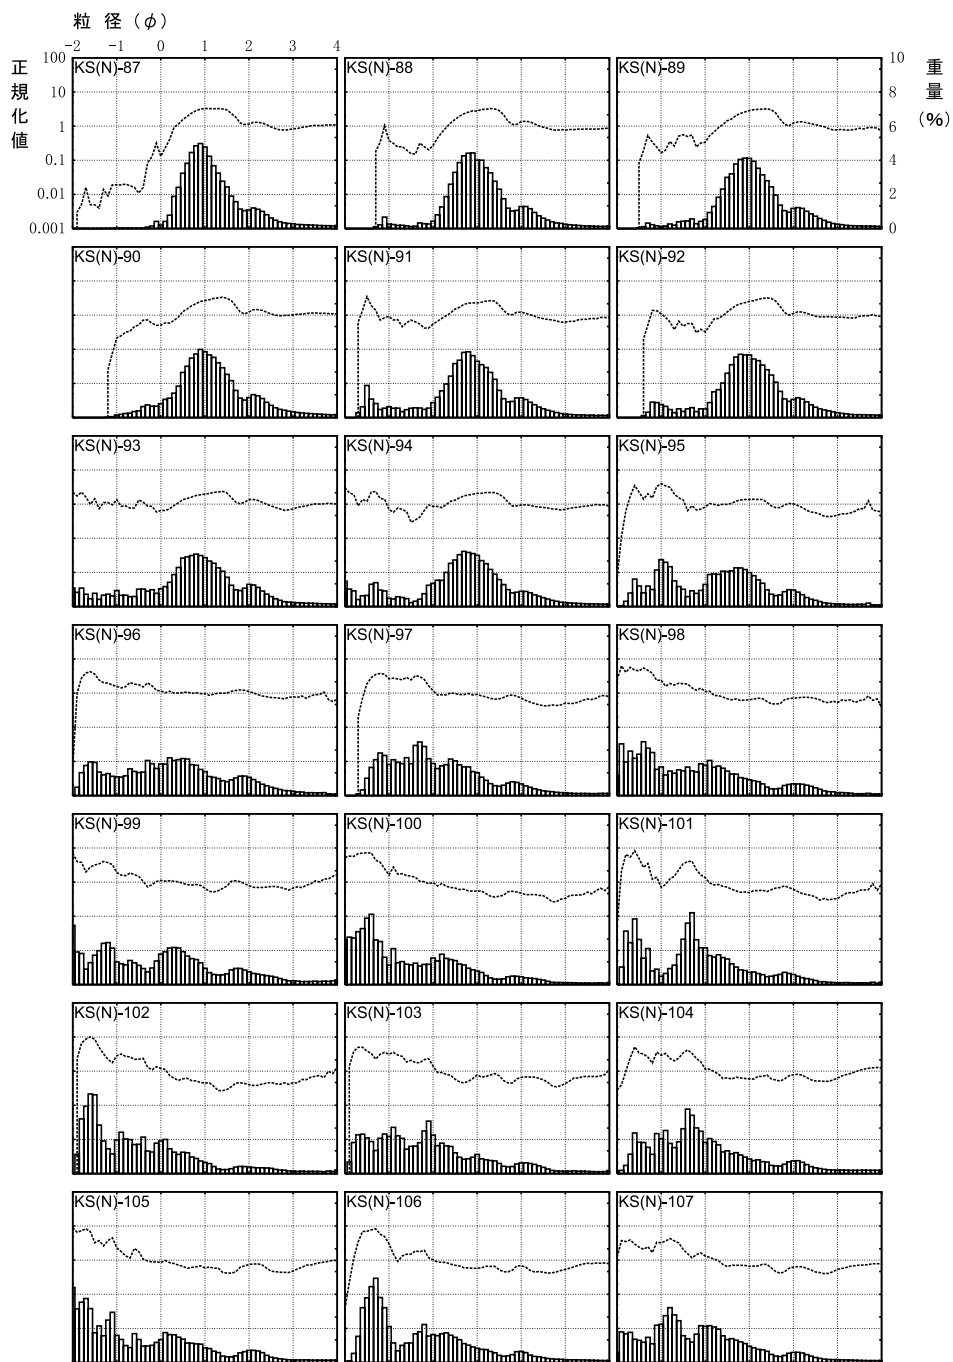 粒 径 (φ)
-2 -1 0 1 2 3 4
正規化値
100
10
1
0.1
0.01
0.001
KS(N)-87 KS(N)-88 KS(N)-89
10
8
6
4
2
0
重量(%)
KS(N)-90 KS(N)-91 KS(N)-92
KS(N)-93 KS(N)-94 KS(N)-95
KS(N)-96 KS(N)-97 KS(N)-98
KS(N)-99 KS(N)-100 KS(N)-101
KS(N)-102 KS(N)-103 KS(N)-104
KS(N)-105 KS(N)-106 KS(N)-107